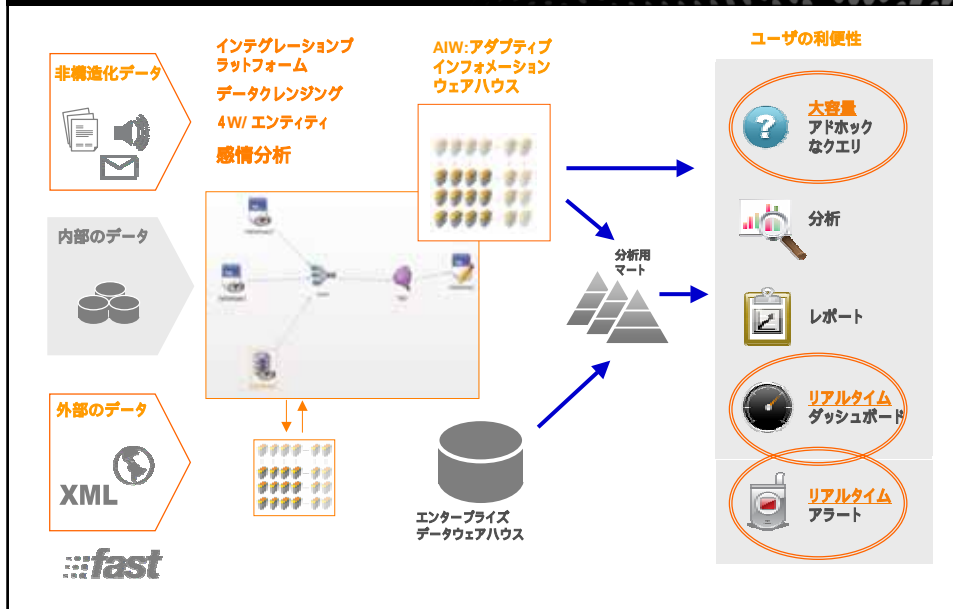 非構造化データ
内部のデータ
外部のデータ
XML
fast
インテグレーションプ
ラットフォーム
データクレンジング
4W/ エンティティ
感情分析
AIW:アダプティブ
インフォメーション
ウェアハウス
分析用
マート
エンタープライズ
データウェアハウス
ユーザの利便性
大容量
アドホック
なクエリ
分析
レポート
リアルタイム
ダッシュボード
リアルタイム
アラート